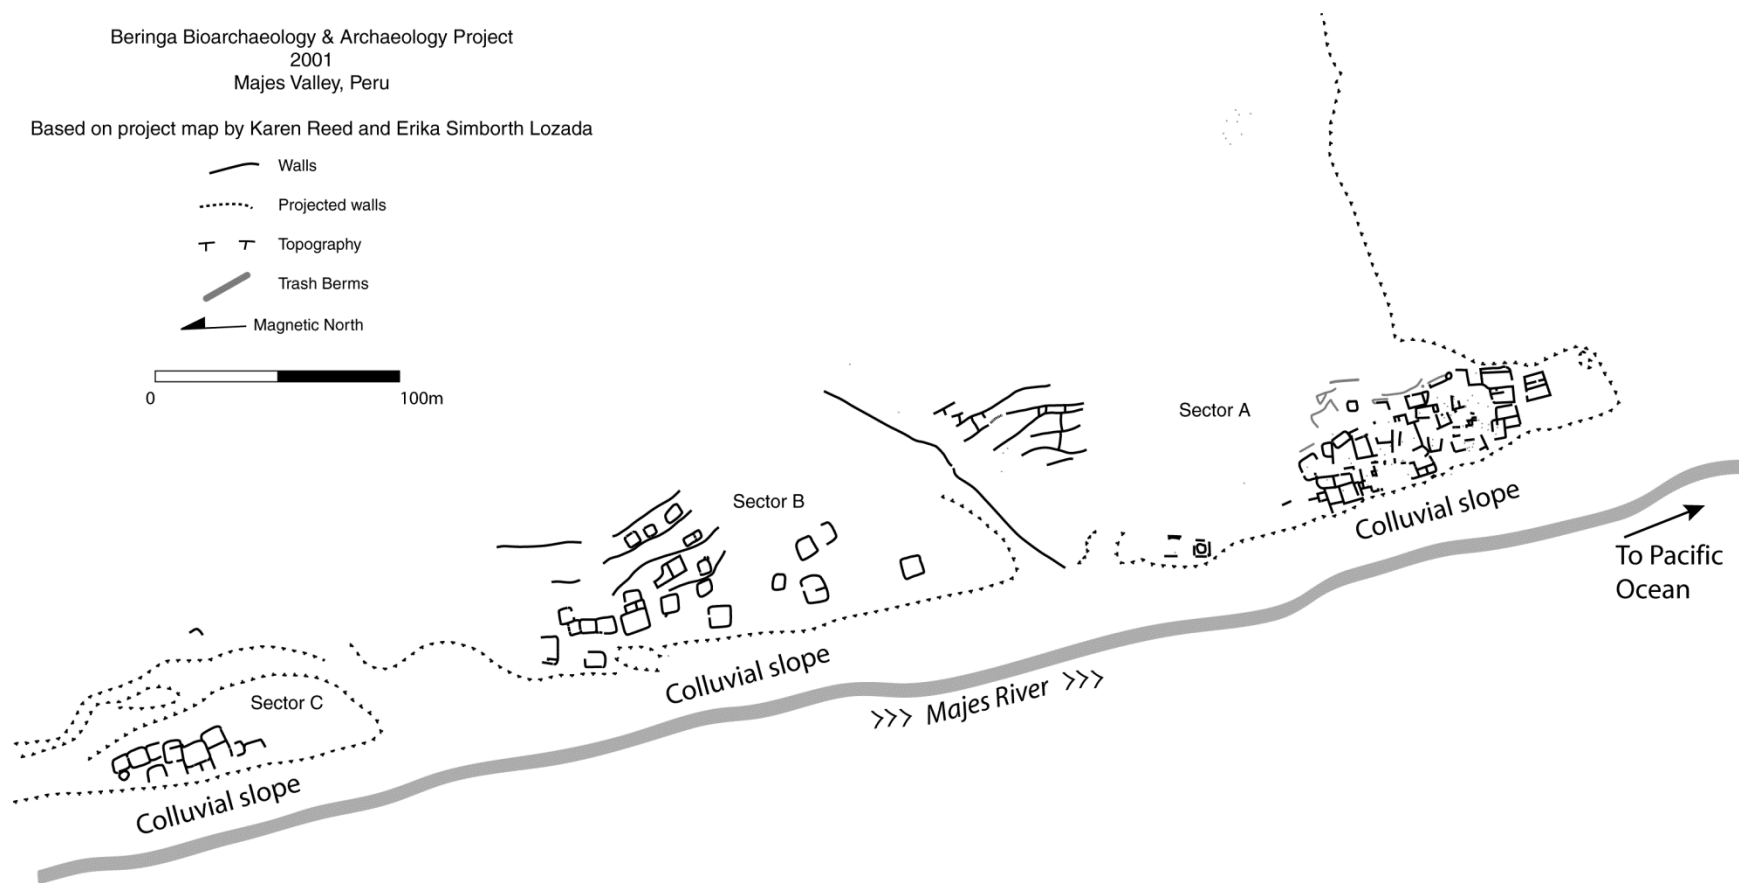 Beringa Bioarchaeology & Archaeology Project
2001
Majes Valley, Peru
Based on project map by Karen Reed and Erika Simborth Lozada
Walls
Projected walls
Topography
Trash Berms
Magnetic North
0 100m
Sector A
Sector B
Sector C
Colluvial slope
To Pacific
Ocean
Colluvial slope
>>> Majes River >>>
Colluvial slope